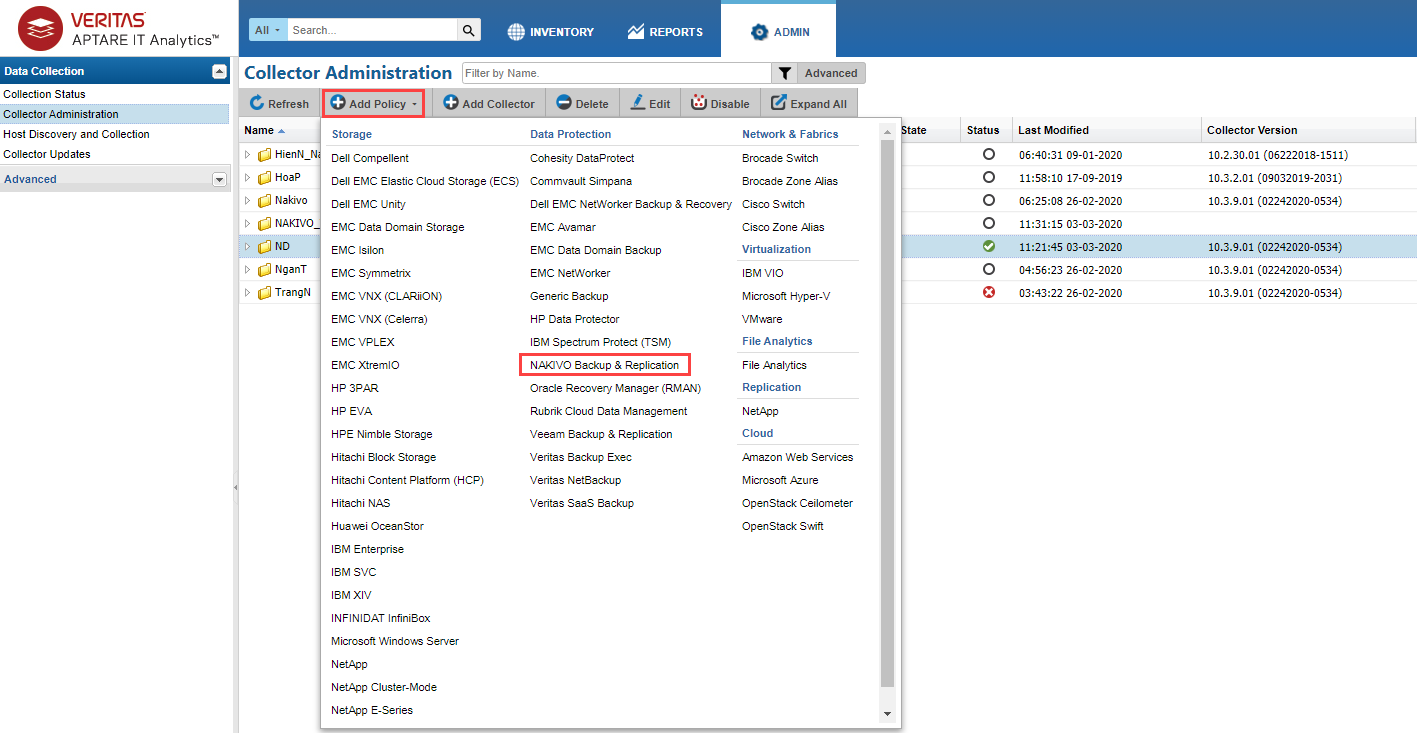 VERITAS
APTARE IT Analytics™
All
Search...
INVENTORY
REPORTS
ADMIN
Data Collection
Collection Status
Collector Administration
Host Discovery and Collection
Collector Updates
Advanced
Collector Administration
Filter by Name.
Advanced
Refresh
Add Policy
Add Collector
Delete
Edit
Disable
Expand All
Name
State
Status
Last Modified
Collector Version
HienN_Na
06:40:31 09-01-2020
10.2.30.01 (06222018-1511)
HoaP
11:58:10 17-09-2019
10.3.2.01 (09032019-2031)
Nakivo
06:25:08 26-02-2020
10.3.9.01 (02242020-0534)
NAKIVO_
11:31:15 03-03-2020
ND
11:21:45 03-03-2020
10.3.9.01 (02242020-0534)
NganT
04:56:23 26-02-2020
10.3.9.01 (02242020-0534)
TrangN
03:43:22 26-02-2020
10.3.9.01 (02242020-0534)
Storage
Dell Compellent
Dell EMC Elastic Cloud Storage (ECS)
Dell EMC Unity
EMC Data Domain Storage
EMC Isilon
EMC Symmetrix
EMC VNX (CLARiiON)
EMC VNX (Celerra)
EMC VPLEX
EMC XtremIO
HP 3PAR
HP EVA
HPE Nimble Storage
Hitachi Block Storage
Hitachi Content Platform (HCP)
Hitachi NAS
Huawei OceanStor
IBM Enterprise
IBM SVC
IBM XIV
INFINIDAT InfiniBox
Microsoft Windows Server
NetApp
NetApp Cluster-Mode
NetApp E-Series
Data Protection
Cohesity DataProtect
Commvault Simpana
Dell EMC NetWorker Backup & Recovery
EMC Avamar
EMC Data Domain Backup
EMC NetWorker
Generic Backup
HP Data Protector
IBM Spectrum Protect (TSM)
NAKIVO Backup & Replication
Oracle Recovery Manager (RMAN)
Rubrik Cloud Data Management
Veeam Backup & Replication
Veritas Backup Exec
Veritas NetBackup
Veritas SaaS Backup
Network & Fabrics
Brocade Switch
Brocade Zone Alias
Cisco Switch
Cisco Zone Alias
Virtualization
IBM VIO
Microsoft Hyper-V
VMware
File Analytics
File Analytics
Replication
NetApp
Cloud
Amazon Web Services
Microsoft Azure
OpenStack Ceilometer
OpenStack Swift